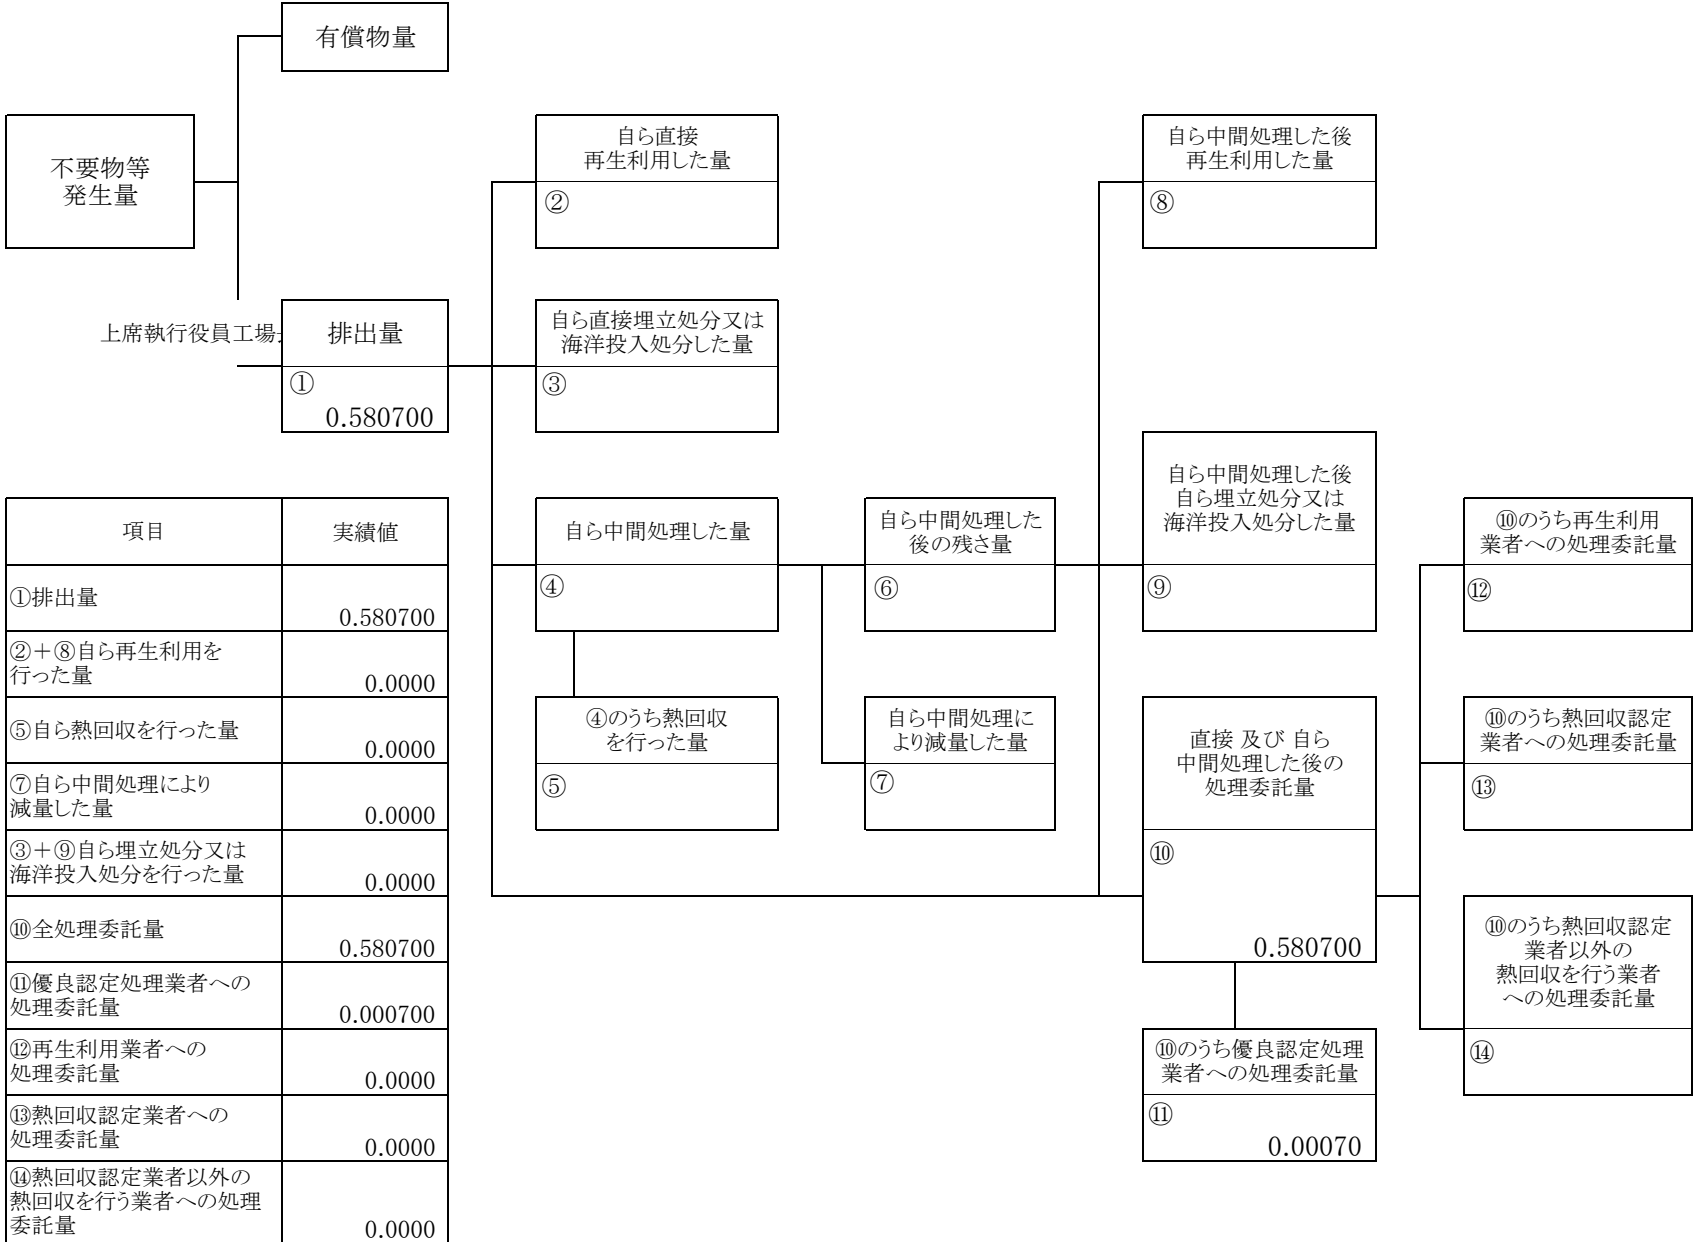 有償物量
不要物等
発生量
自ら直接
再生利用した量
②
自ら中間処理した後
再生利用した量
⑧
上席執行役員工場
排出量
①
0.580700
自ら直接埋立処分又は
海洋投入処分した量
③
自ら中間処理した量
④
自ら中間処理した
後の残さ量
⑥
自ら中間処理した後
自ら埋立処分又は
海洋投入処分した量
⑨
⑩のうち再生利用
業者への処理委託量
⑫
④のうち熱回収
を行った量
⑤
自ら中間処理に
より減量した量
⑦
直接 及び 自ら
中間処理した後の
処理委託量
⑩
0.580700
⑩のうち熱回収認定
業者への処理委託量
⑬
⑩のうち熱回収認定
業者以外の
熱回収を行う業者
への処理委託量
⑭
⑩のうち優良認定処理
業者への処理委託量
⑪
0.00070
項目 実績値
①排出量
0.580700
②＋⑧自ら再生利用を
行った量
0.0000
⑤自ら熱回収を行った量
0.0000
⑦自ら中間処理により
減量した量
0.0000
③＋⑨自ら埋立処分又は
海洋投入処分を行った量
0.0000
⑩全処理委託量
0.580700
⑪優良認定処理業者への
処理委託量
0.000700
⑫再生利用業者への
処理委託量
0.0000
⑬熱回収認定業者への
処理委託量
0.0000
⑭熱回収認定業者以外の
熱回収を行う業者への処理
委託量
0.0000